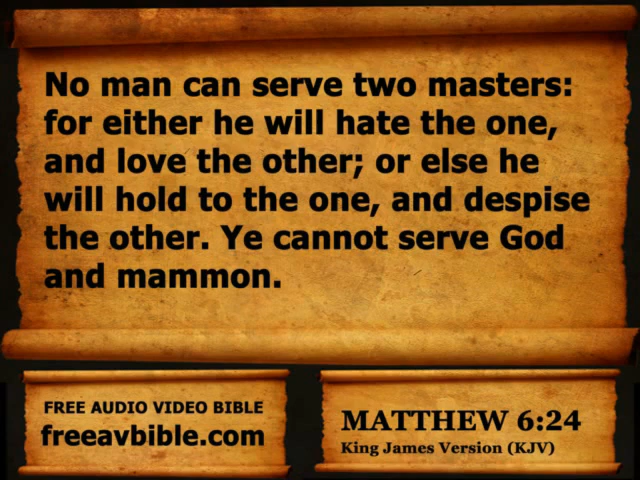 No man can serve two masters:
for either he will hate the one,
and love the other; or else he
will hold to the one, and despise
the other. Ye cannot serve God
and mammon.
FREE AUDIO VIDEO BIBLE
freeavbible.com
MATTHEW 6:24
King James Version (KJV)